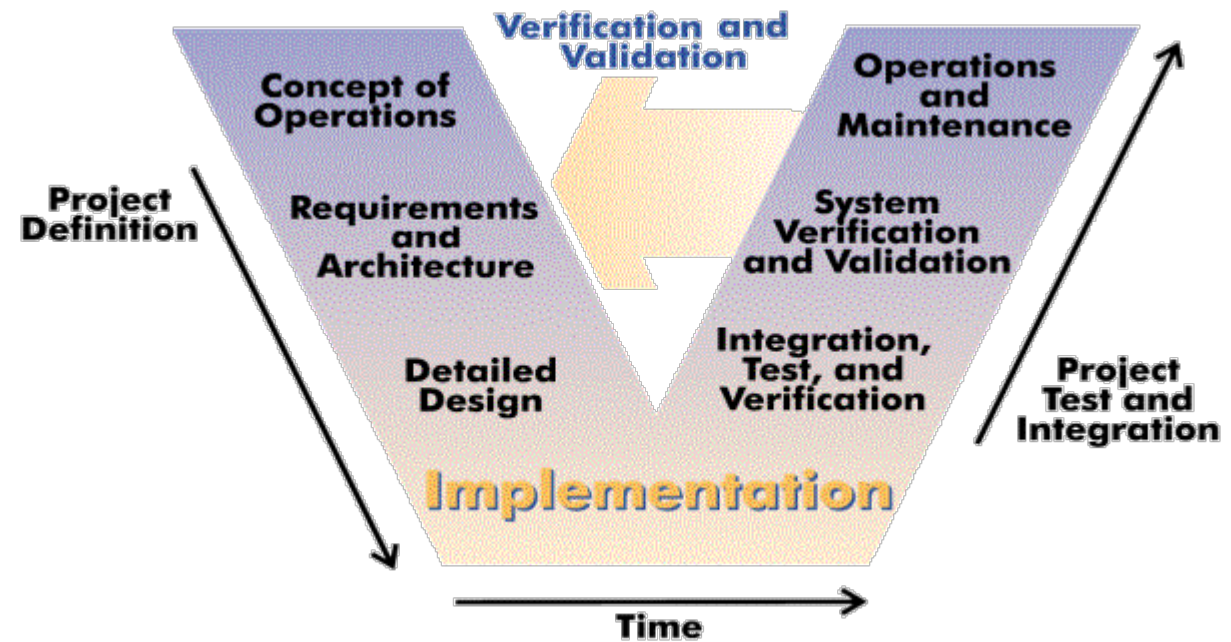 Verification and
Validation
Concept of
Operations
Operations
and
Maintenance
Project
Definition
Requirements
and
Architecture
System
Verification
and Validation
Detailed
Design
Integration,
Test, and
Verification
Project
Test and
Integration
Implementation
Time